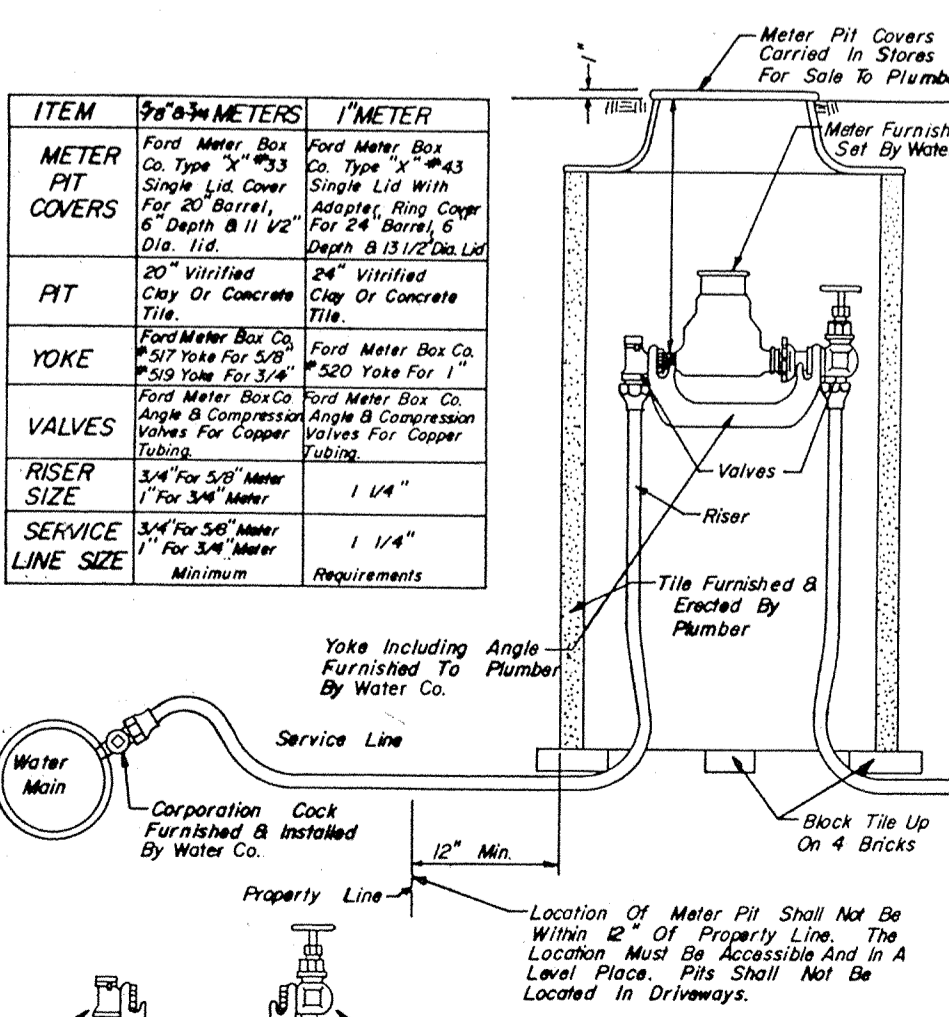 1"
Meter Pit Covers
Carried In Stores
For Sale To
ITEM
5/8" & 3/4 METERS
1" METER
METER
PIT
COVERS
Ford Meter Box
Co. Type "X" #33
Single Lid. Cover
For 20" Barrel,
6" Depth & 11 1/2"
Dia. lid.
Ford Meter Box
Co. Type "X" #43
Single Lid With
Adapter, Ring Cover
For 24" Barrel, 6"
Depth & 13 1/2" Dia. Lid
PIT
20" Vitrified
Clay Or Concrete
Tile.
24" Vitrified
Clay Or Concrete
Tile.
YOKE
Ford Meter Box Co.
#517 Yoke For 5/8"
#519 Yoke For 3/4"
Ford Meter Box Co.
#520 Yoke For 1"
VALVES
Ford Meter Box Co.
Angle & Compression
Valves For Copper
Tubing.
Ford Meter Box Co.
Angle & Compression
Valves For Copper
Tubing.
RISER
SIZE
3/4" For 5/8" Meter
1" For 3/4" Meter
1 1/4"
SERVICE
LINE SIZE
3/4" For 5/8" Meter
1" For 3/4" Meter
Minimum
1 1/4"
Requirements
Meter Furnish
Set By Wate
Valves
Riser
Tile Furnished &
Erected By
Plumber
Yoke Including Angle
Furnished To Plumber
By Water Co.
Service Line
Water
Main
Corporation Cock
Furnished & Installed
By Water Co.
Block Tile Up
On 4 Bricks
12" Min.
Property Line
Location Of Meter Pit Shall Not Be
Within 12" Of Property Line. The
Location Must Be Accessible And In A
Level Place. Pits Shall Not Be
Located In Driveways.